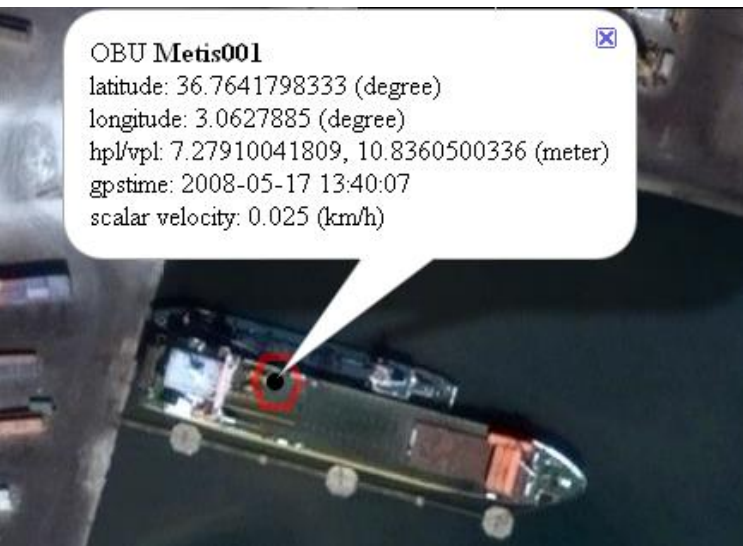 OBU Metis001
latitude: 36.7641798333 (degree)
longitude: 3.0627885 (degree)
hpl/vpl: 7.27910041809, 10.8360500336 (meter)
gpstime: 2008-05-17 13:40:07
scalar velocity: 0.025 (km/h)